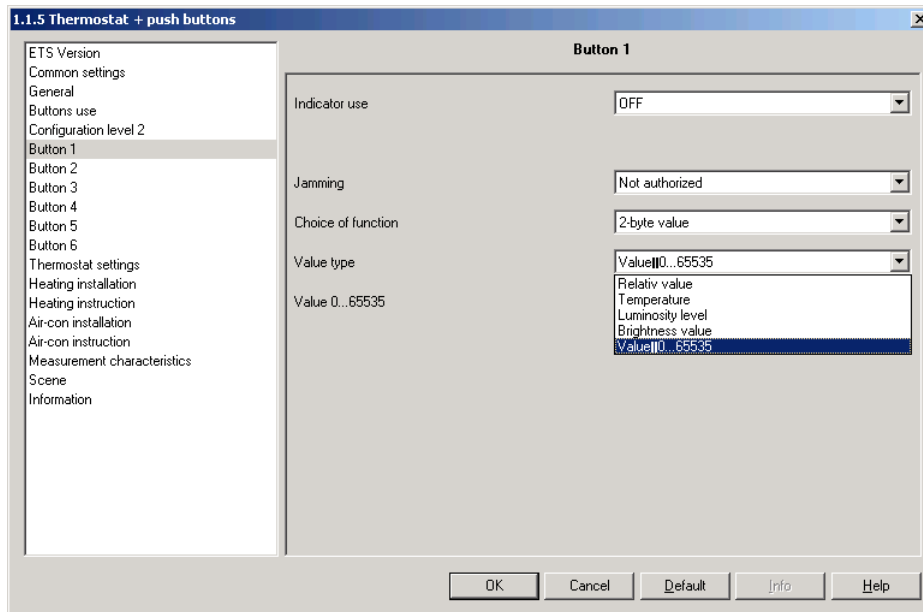 1.1.5 Thermostat + push buttons
ETS Version
Common settings
General
Buttons use
Configuration level 2
Button 1
Button 2
Button 3
Button 4
Button 5
Button 6
Thermostat settings
Heating installation
Heating instruction
Air-con installation
Air-con instruction
Measurement characteristics
Scene
Information
Button 1
Indicator use
OFF
Jamming
Not authorized
Choice of function
2-byte value
Value type
Value||0...65535
Relativ value
Temperature
Luminosity level
Brightness value
Value||0...65535
Value 0...65535
OK
Cancel
Default
Info
Help